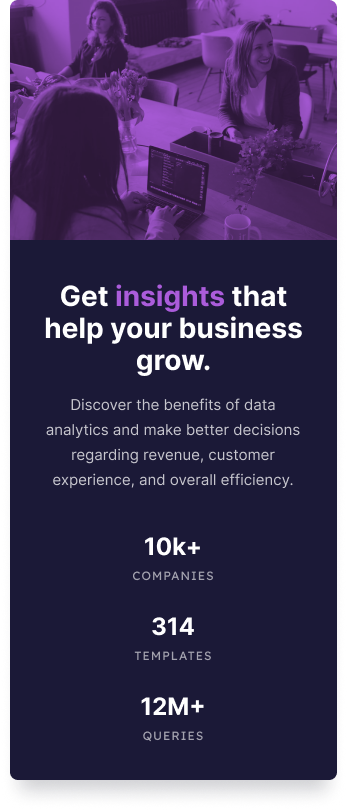 Get insights that
help your business
grow.
Discover the benefits of data
analytics and make better decisions
regarding revenue, customer
experience, and overall efficiency.
10k+
COMPANIES
314
TEMPLATES
12M+
QUERIES